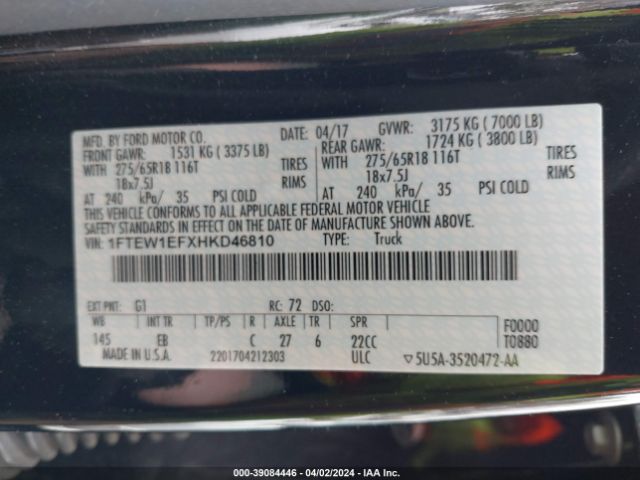 MFD. BY FORD MOTOR CO.
DATE: 04/17 GVWR: 3175 KG ( 7000 LB)
FRONT GAWR: 1531 KG ( 3375 LB) REAR GAWR: 1724 KG ( 3800 LB)
WITH 275/65R18 116T TIRES WITH 275/65R18 116T TIRES
18x7.5J RIMS 18x7.5J RIMS
AT 240 kPa/ 35 PSI COLD AT 240 kPa/ 35 PSI COLD
THIS VEHICLE CONFORMS TO ALL APPLICABLE FEDERAL MOTOR VEHICLE
SAFETY STANDARDS IN EFFECT ON THE DATE OF MANUFACTURE SHOWN ABOVE.
VIN: 1FTEW1EFXHKD46810 TYPE: Truck
EXT PNT: G1 RC: 72 DSO:
WB INT TR TP/PS R AXLE TR SPR F0000
145 EB C 27 6 22CC T0880
MADE IN U.S.A. 2201704212303 ULC ▽5U5A-3520472-AA
000-39084446 - 04/02/2024 - IAA Inc.